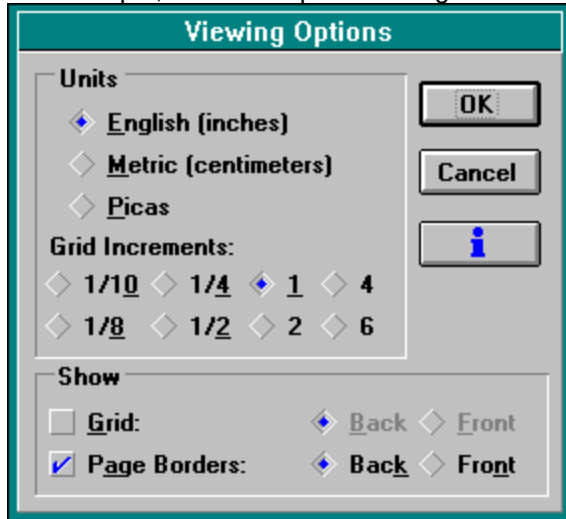 Viewing Options
Units
English (inches)
Metric (centimeters)
Picas
Grid Increments:
1/10 1/4 1 4
1/8 1/2 2 6
OK
Cancel
i
Show
Grid: Back Front
Page Borders: Back Front